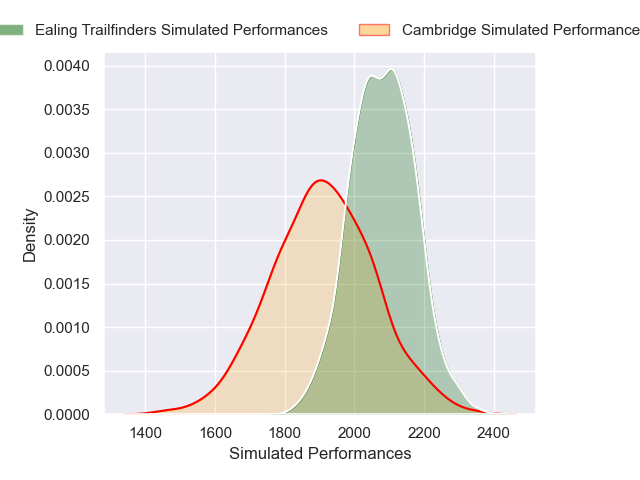 Ealing Trailfinders Simulated Performances
Cambridge Simulated Performance
0.0040
0.0035
0.0030
0.0025
0.0020
0.0015
0.0010
0.0005
0.0000
Density
1400 1600 1800 2000 2200 2400
Simulated Performances